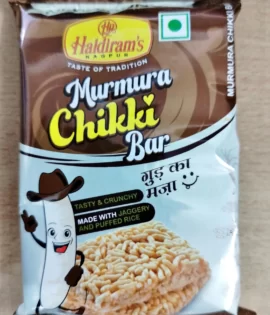 HR
Haldiram's
NAGPUR
TASTE OF TRADITION
MURMURA CHIKKI
Murmura
Chikki
Bar
गुड़ का
मज़ा
TASTY & CRUNCHY
MADE WITH JAGGERY
AND PUFFED RICE